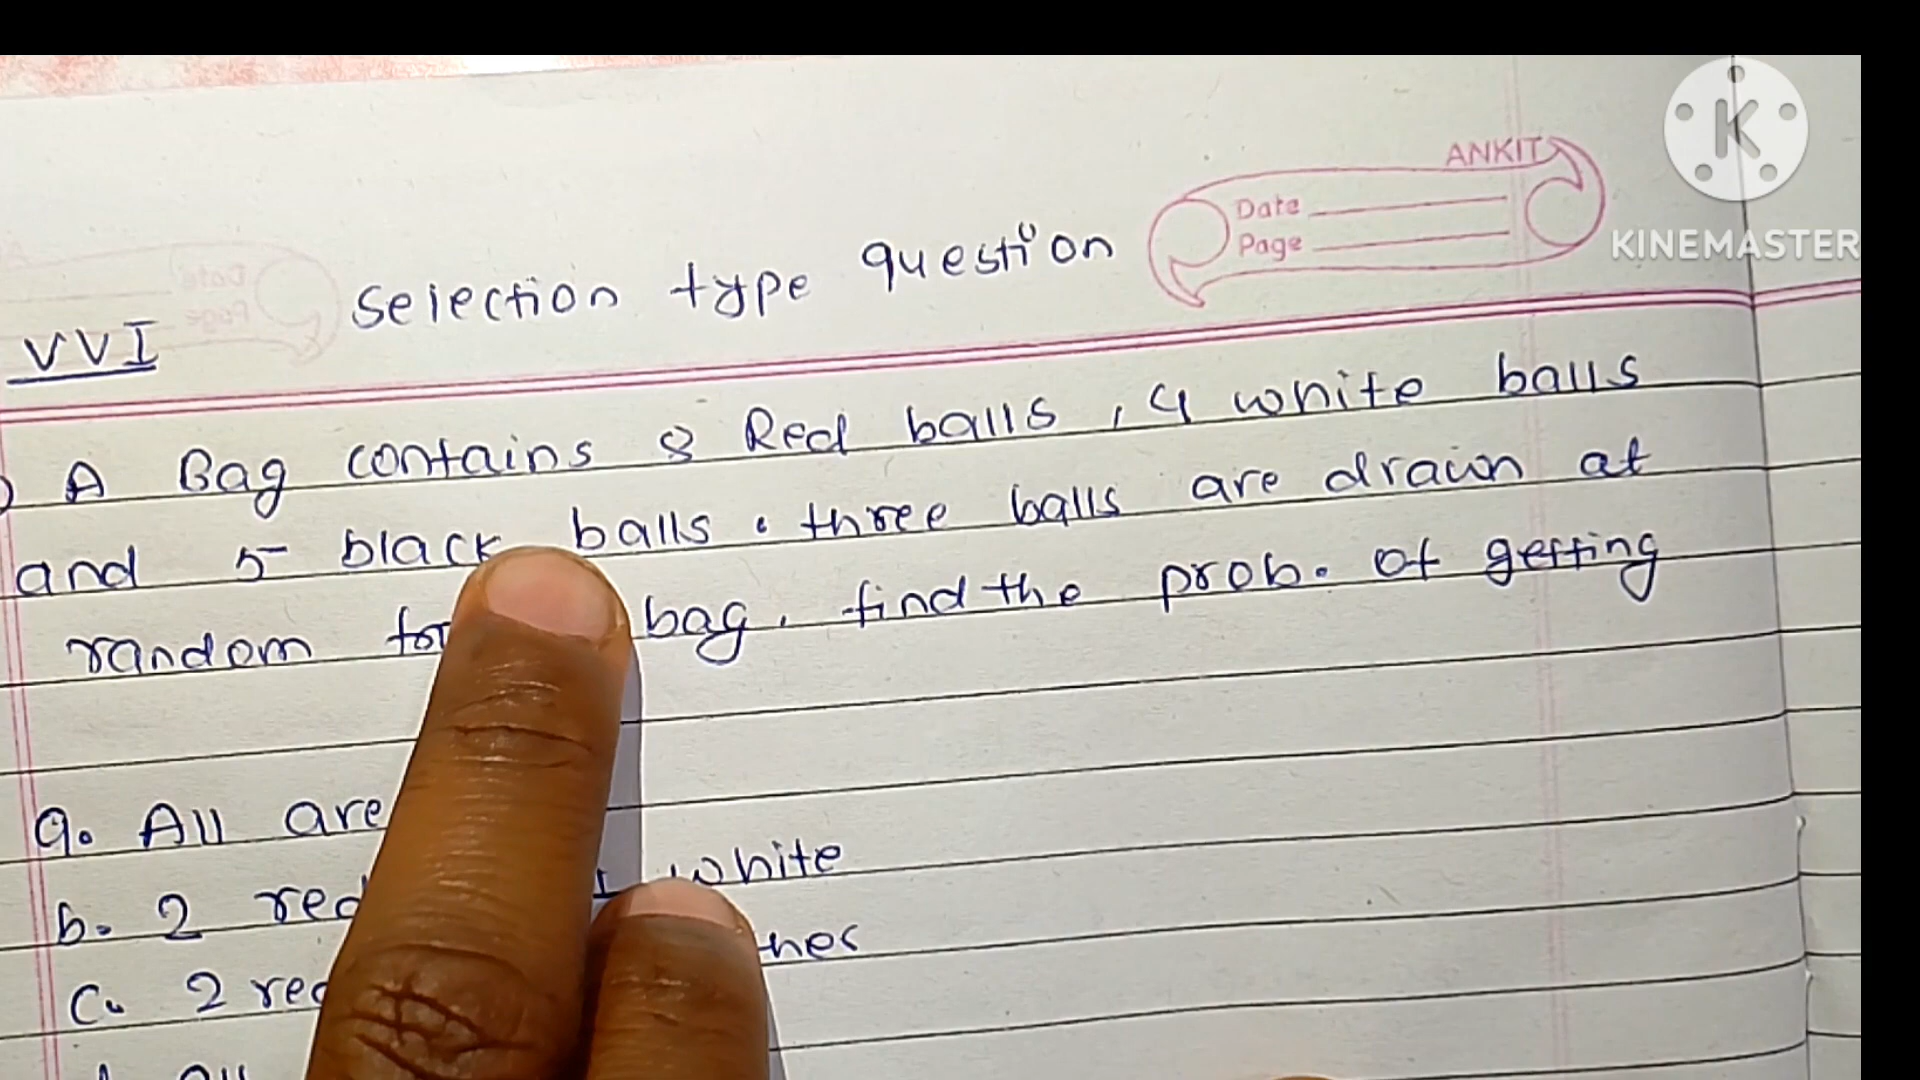 ANKIT
Date
Page
KINEMASTER
VVI Selection type question
A Bag contains 8 Red balls, 4 white balls
and 5 black balls. three balls are drawn at
random bag. find the prob. of getting
a. All are
b. 2 red 1 white
c. 2 red